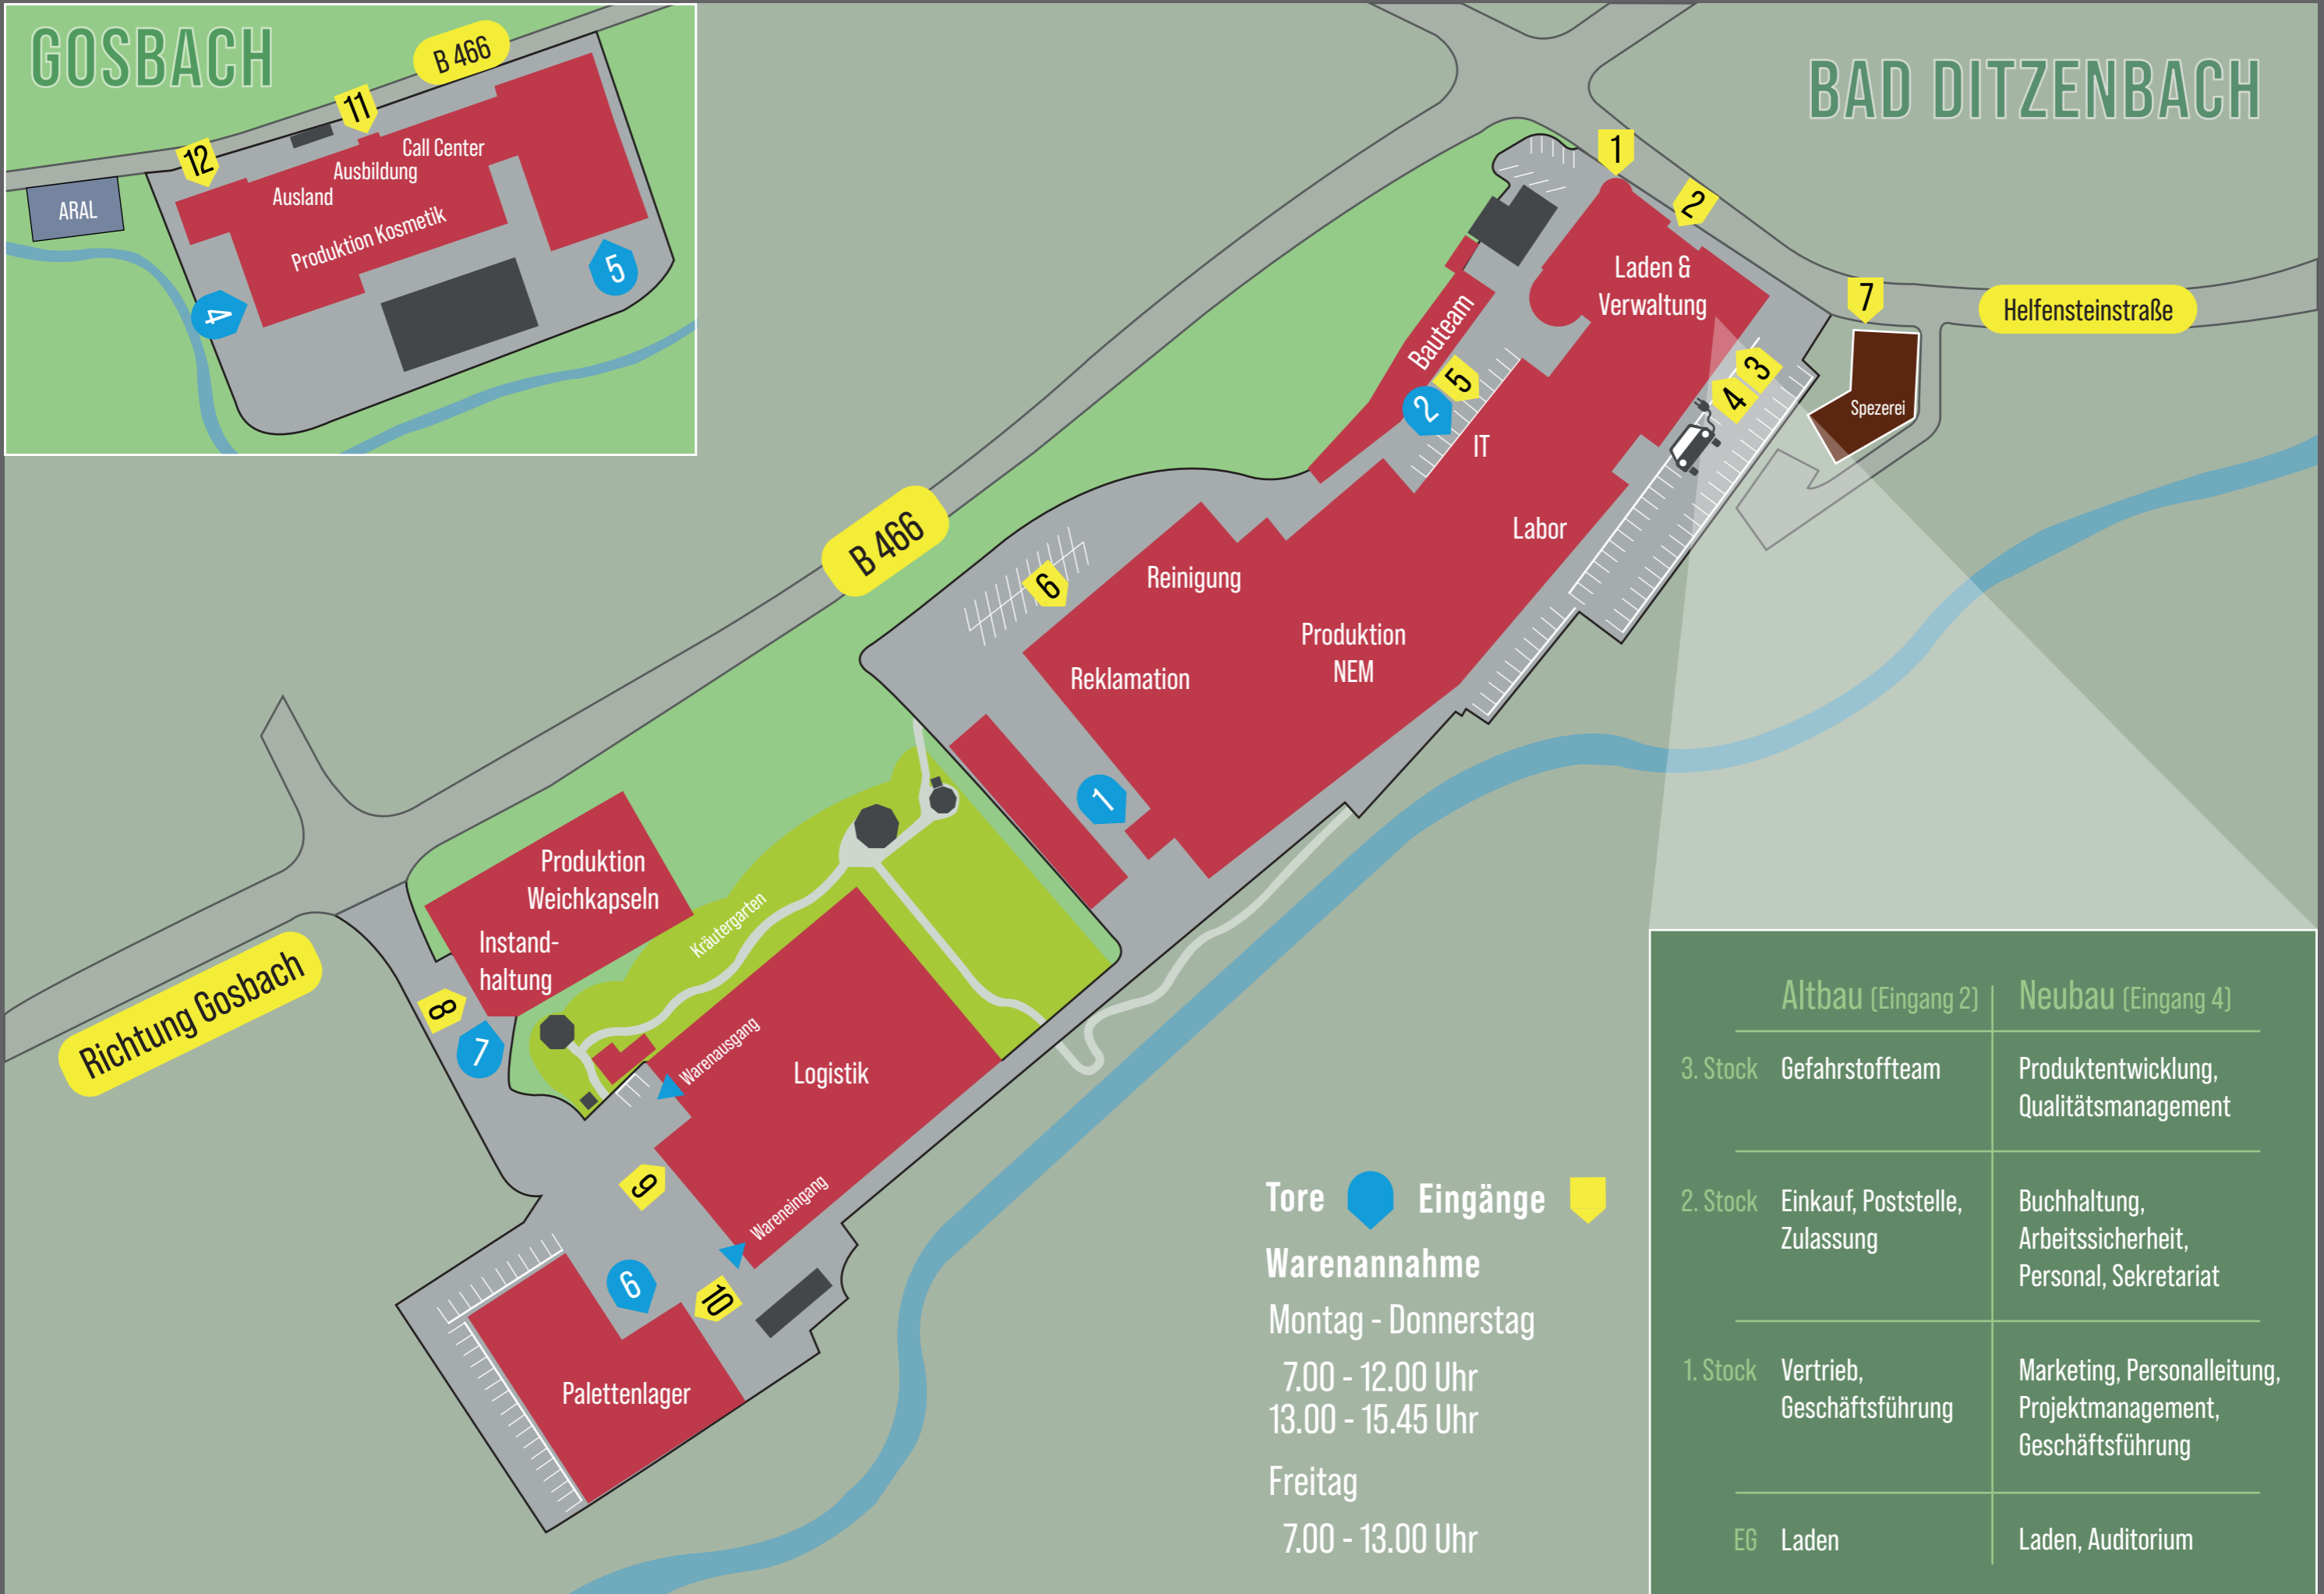 GOSBACH
B 466
11
12
Call Center
Ausbildung
Ausland
Produktion Kosmetik
ARAL
4
5
BAD DITZENBACH
1
2
7
Helfensteinstraße
Laden &
Verwaltung
Bauteam
3
4
5
2
Spezerei
IT
Labor
B 466
6
Reinigung
Produktion
NEM
Reklamation
1
Produktion
Weichkapseln
Instand-
haltung
Kräutergarten
Richtung Gosbach
8
7
Warenausgang
Logistik
9
Wareneingang
6
10
Palettenlager
Tore
Eingänge
Warenannahme
Montag - Donnerstag
7.00 - 12.00 Uhr
13.00 - 15.45 Uhr
Freitag
7.00 - 13.00 Uhr
Altbau (Eingang 2)
Neubau (Eingang 4)
3. Stock
Gefahrstoffteam
Produktentwicklung,
Qualitätsmanagement
2. Stock
Einkauf, Poststelle,
Zulassung
Buchhaltung,
Arbeitssicherheit,
Personal, Sekretariat
1. Stock
Vertrieb,
Geschäftsführung
Marketing, Personalleitung,
Projektmanagement,
Geschäftsführung
EG
Laden
Laden, Auditorium